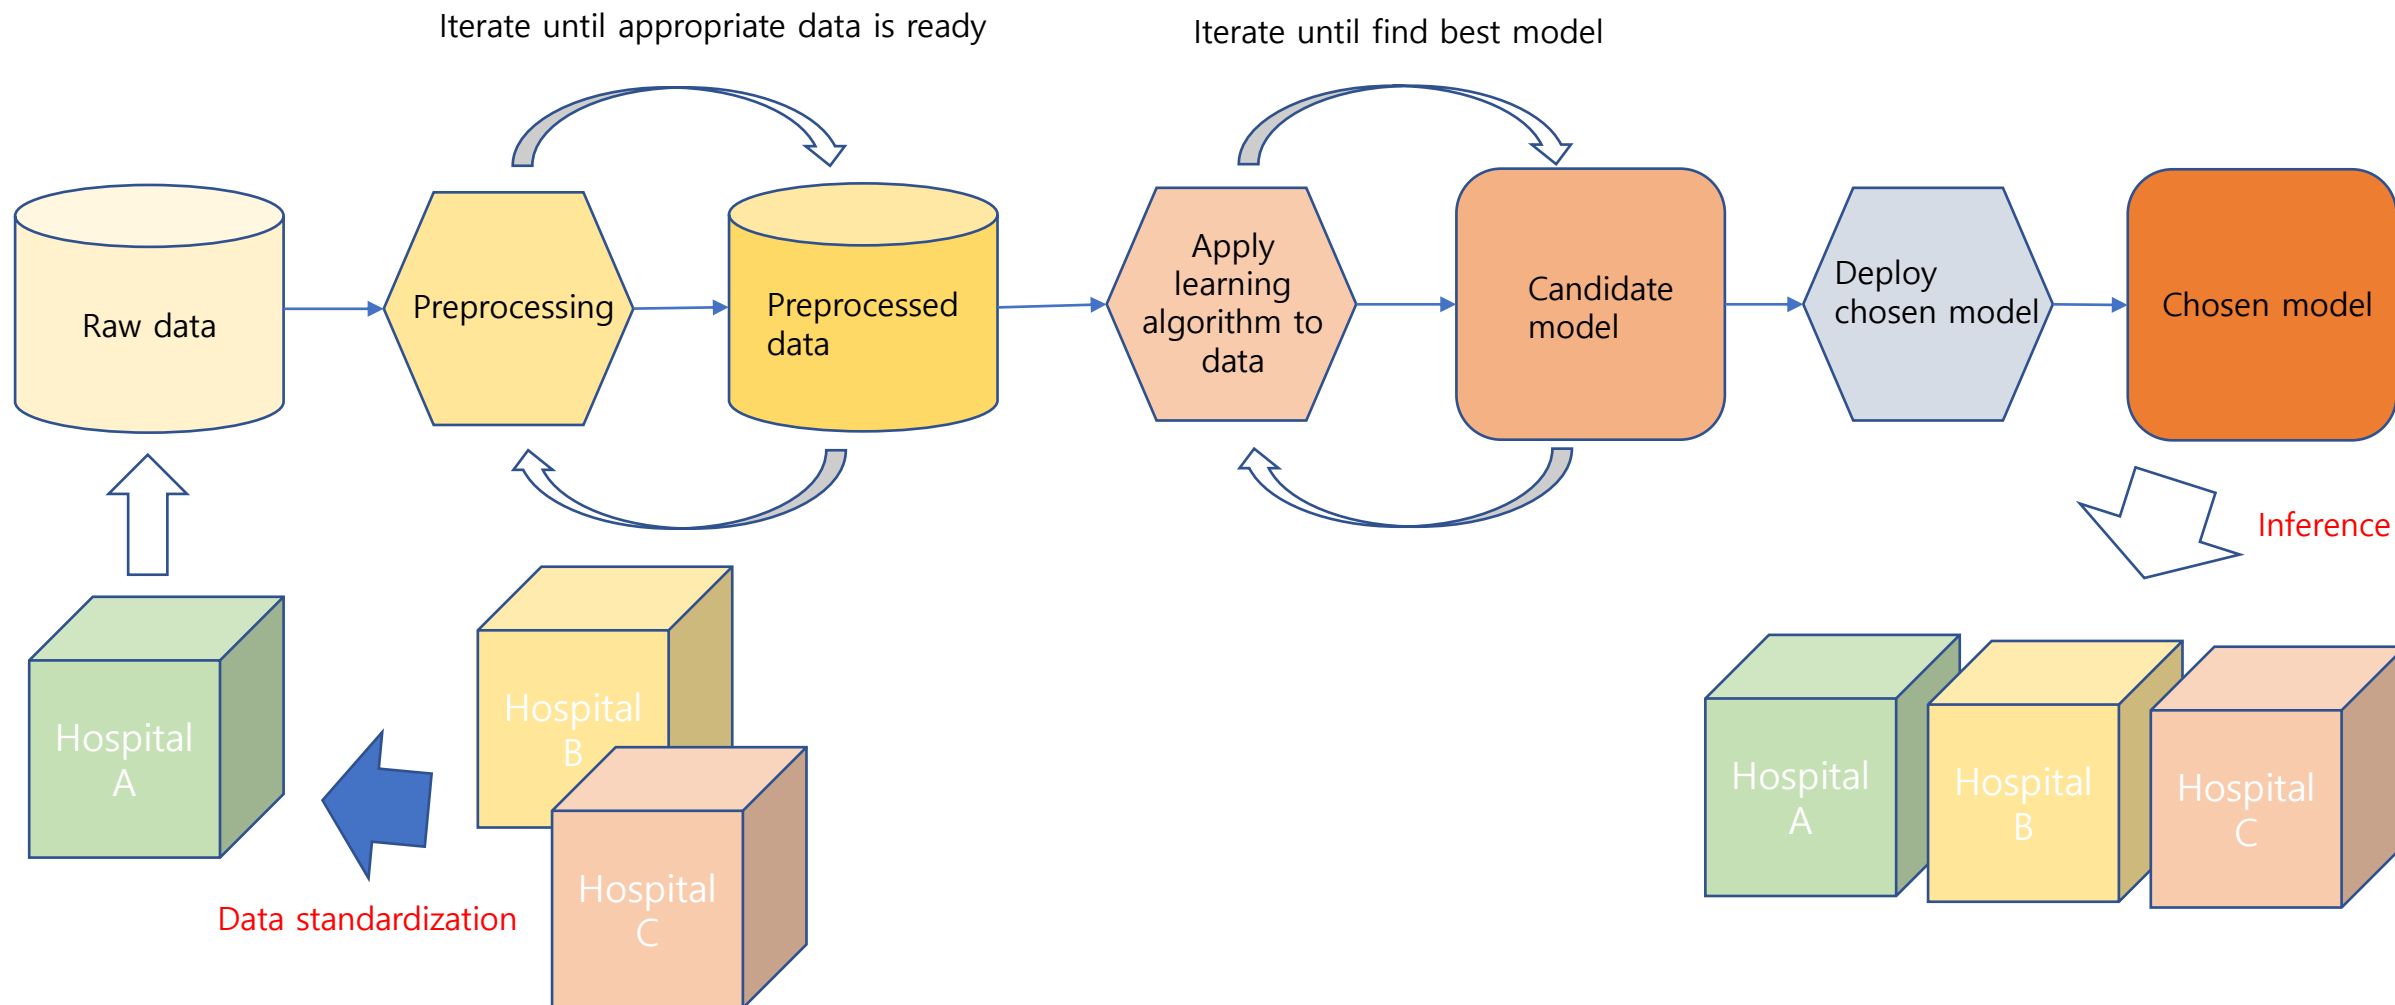 Iterate until appropriate data is ready
Iterate until find best model
Raw data
Preprocessing
Preprocessed
data
Apply
learning
algorithm to
data
Candidate
model
Deploy
chosen model
Chosen model
Inference
Hospital
A
Hospital
B
Hospital
C
Data standardization
Hospital
A
Hospital
B
Hospital
C